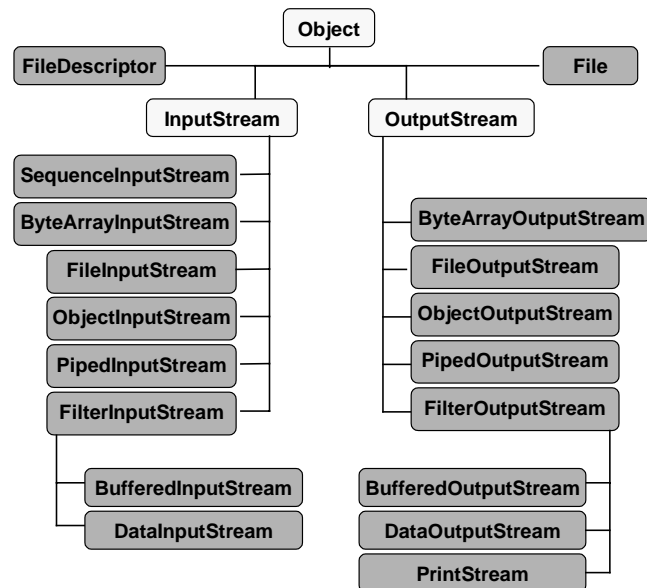 Object
FileDescriptor
File
InputStream
OutputStream
SequenceInputStream
ByteArrayInputStream
FileInputStream
ObjectInputStream
PipedInputStream
FilterInputStream
BufferedInputStream
DataInputStream
ByteArrayOutputStream
FileOutputStream
ObjectOutputStream
PipedOutputStream
FilterOutputStream
BufferedOutputStream
DataOutputStream
PrintStream